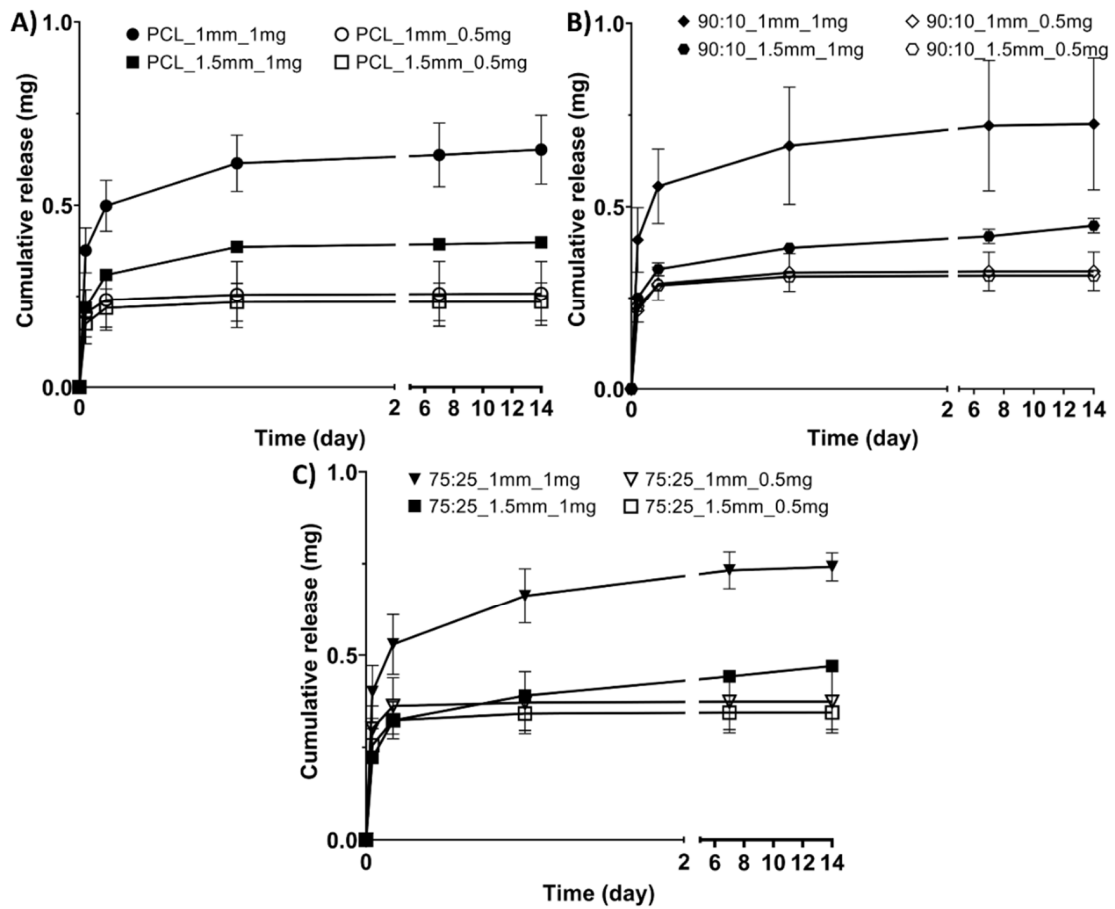 A)
1.0
PCL_1mm_1mg
PCL_1mm_0.5mg
PCL_1.5mm_1mg
PCL_1.5mm_0.5mg
Cumulative release (mg)
0.5
0.0
0 2 6 8 10 12 14
Time (day)
B)
1.0
90:10_1mm_1mg
90:10_1mm_0.5mg
90:10_1.5mm_1mg
90:10_1.5mm_0.5mg
Cumulative release (mg)
0.5
0.0
0 2 6 8 10 12 14
Time (day)
C)
1.0
75:25_1mm_1mg
75:25_1mm_0.5mg
75:25_1.5mm_1mg
75:25_1.5mm_0.5mg
Cumulative release (mg)
0.5
0.0
0 2 6 8 10 12 14
Time (day)